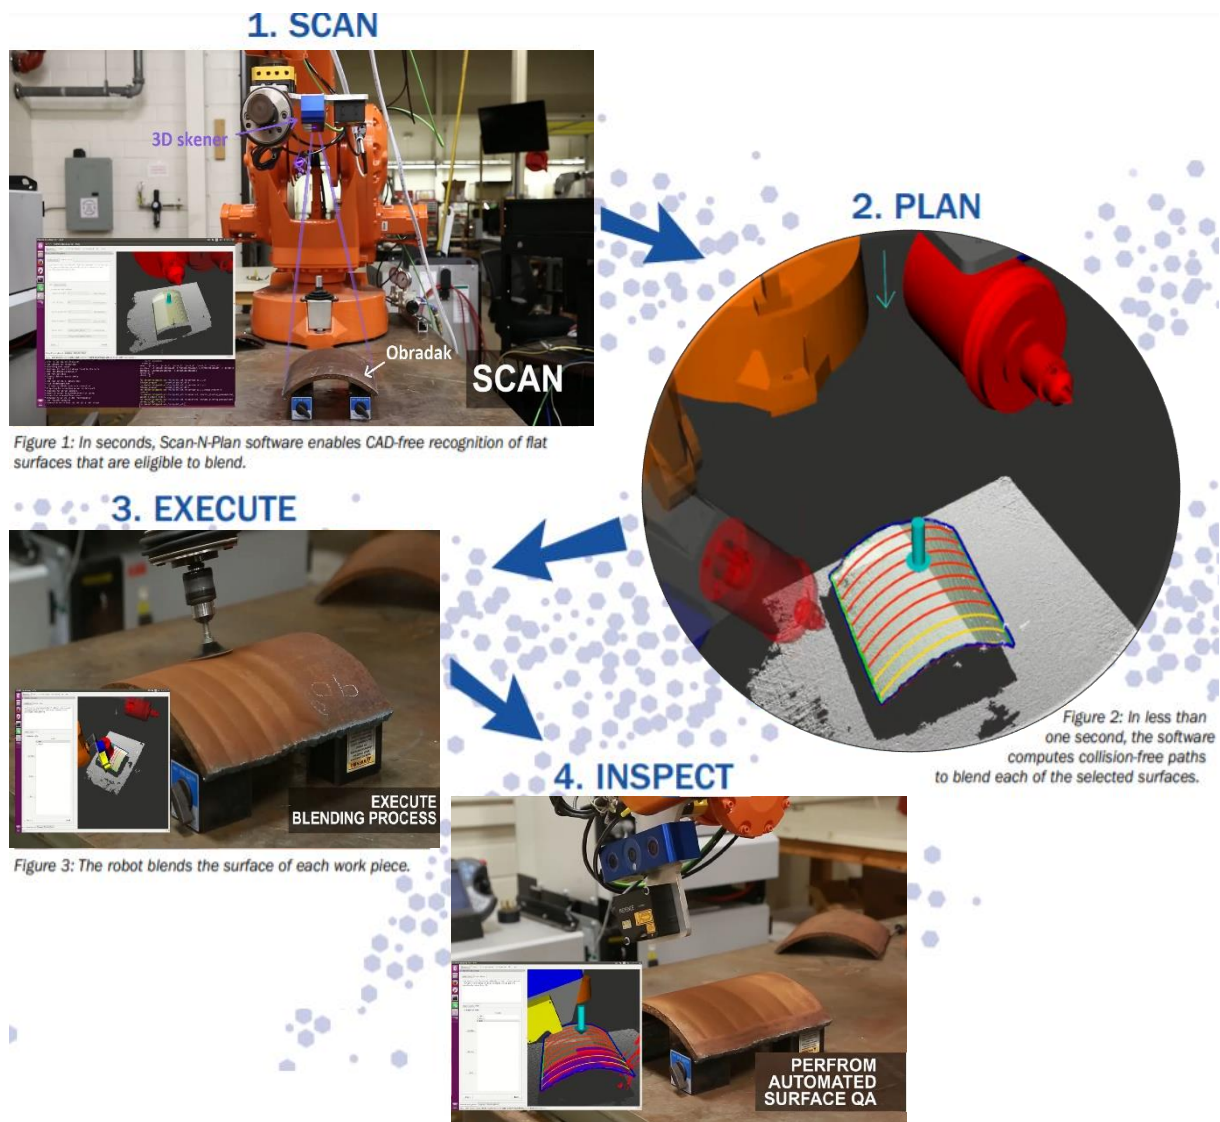 1. SCAN
3D skener
Obradak
SCAN
Figure 1: In seconds, Scan-N-Plan software enables CAD-free recognition of flat
surfaces that are eligible to blend.
2. PLAN
Figure 2: In less than
one second, the software
computes collision-free paths
to blend each of the selected surfaces.
3. EXECUTE
EXECUTE
BLENDING PROCESS
Figure 3: The robot blends the surface of each work piece.
4. INSPECT
PERFROM
AUTOMATED
SURFACE QA